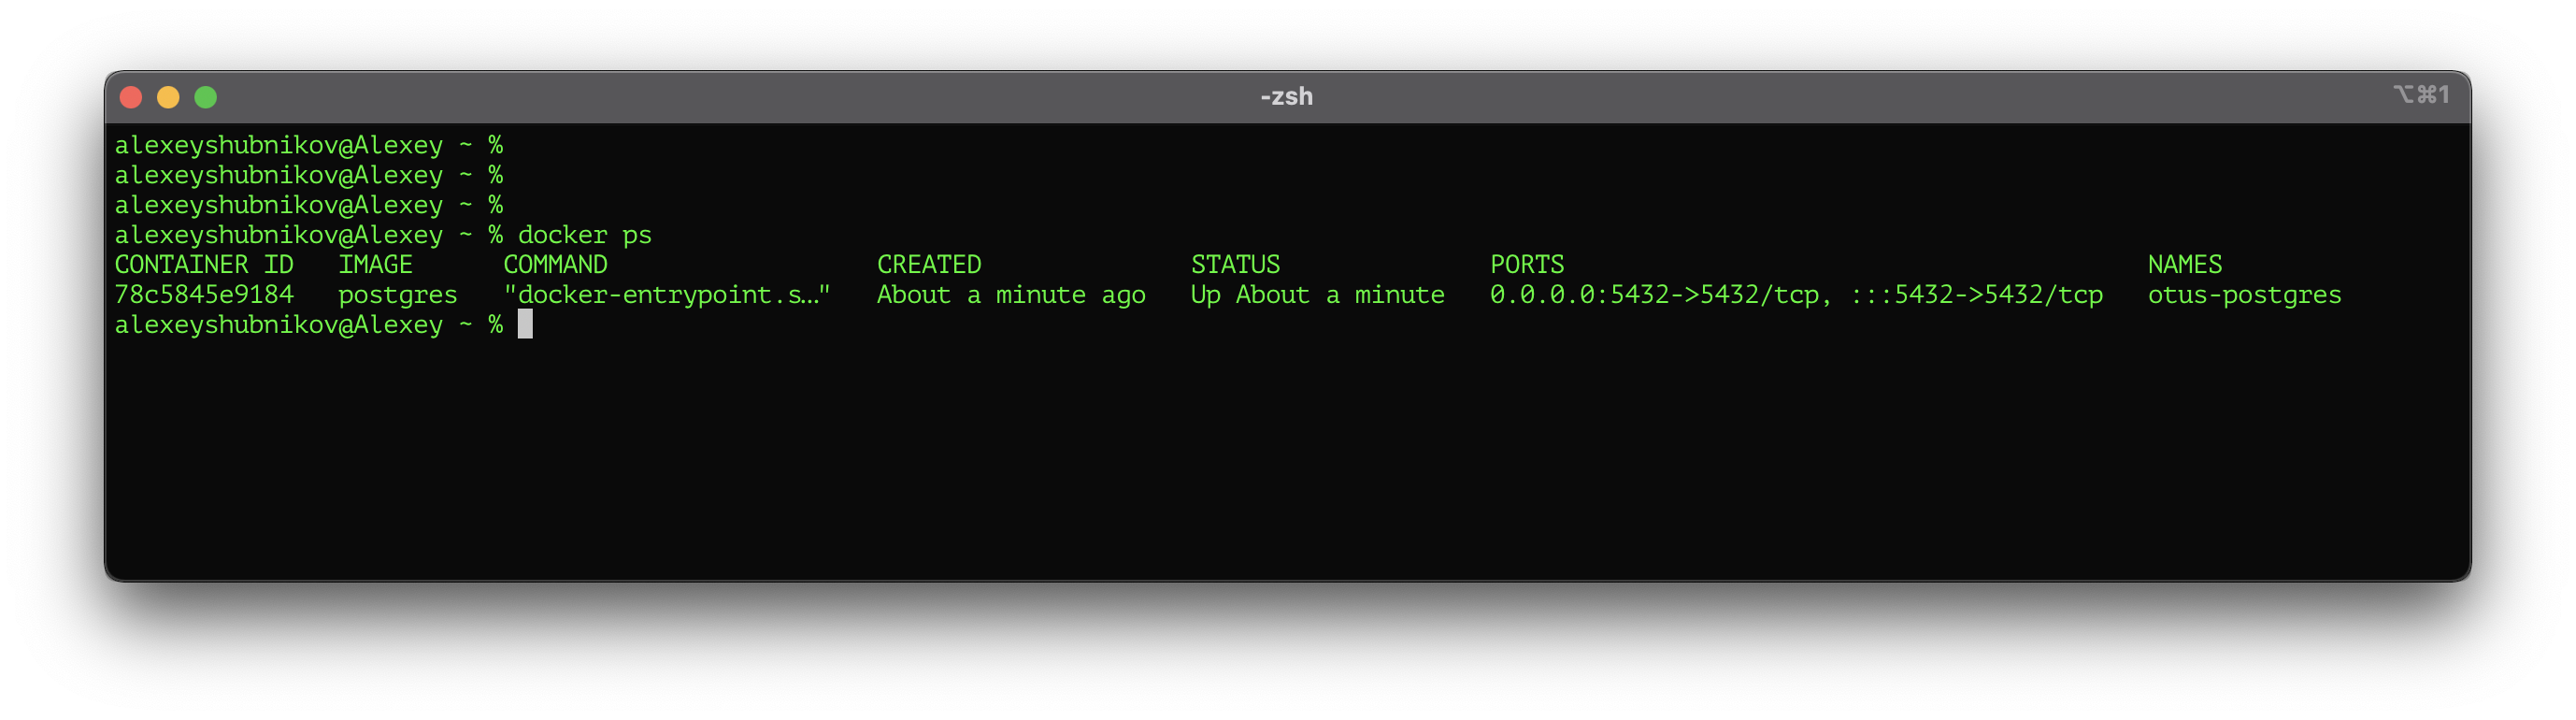 -zsh ⌥⌘1
alexeyshubnikov@Alexey ~ %
alexeyshubnikov@Alexey ~ %
alexeyshubnikov@Alexey ~ %
alexeyshubnikov@Alexey ~ % docker ps
CONTAINER ID   IMAGE      COMMAND                  CREATED              STATUS              PORTS                                       NAMES
78c5845e9184   postgres   "docker-entrypoint.s…"   About a minute ago   Up About a minute   0.0.0.0:5432->5432/tcp, :::5432->5432/tcp   otus-postgres
alexeyshubnikov@Alexey ~ %